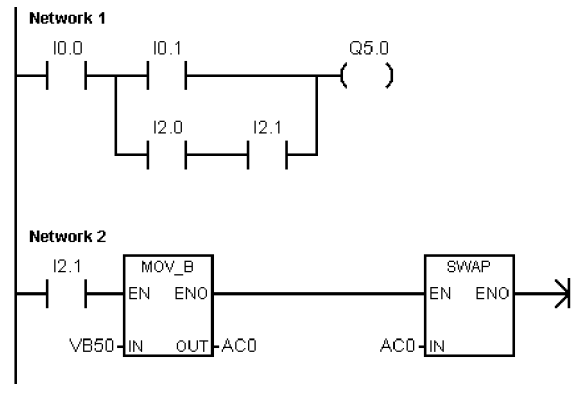 Network 1
I0.0 I0.1 Q5.0
I2.0 I2.1
Network 2
I2.1 MOV_B SWAP
EN ENO EN ENO
VB50 IN OUT AC0 AC0 IN